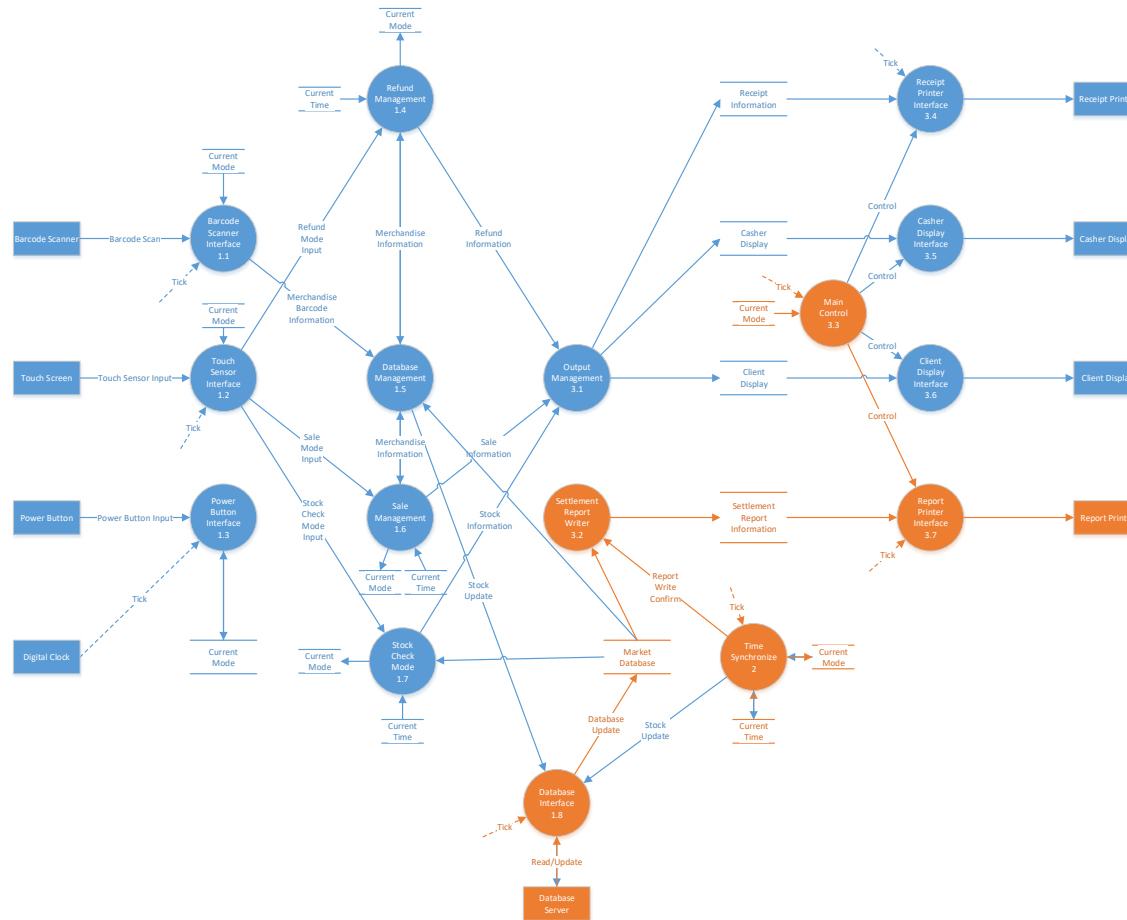 Current
Mode
Refund
Management
1.4
Current
Time
Tick
Receipt
Printer
Interface
3.4
Receipt
Information
Receipt Print
Current
Mode
Barcode
Scanner
Interface
1.1
Barcode Scanner
Barcode Scan
Tick
Refund
Mode
Input
Merchandise
Information
Refund
Information
Casher
Display
Control
Casher
Display
Interface
3.5
Casher Displa
Control
Merchandise
Barcode
Information
Tick
Current
Mode
Main
Control
3.3
Current
Mode
Touch
Sensor
Interface
1.2
Touch Screen
Touch Sensor Input
Tick
Database
Management
1.5
Output
Management
3.1
Client
Display
Control
Client
Display
Interface
3.6
Client Display
Control
Sale
Mode
Input
Merchandise
Information
Sale
Information
Power Button
Power Button Input
Power
Button
Interface
1.3
Stock
Check
Mode
Input
Sale
Management
1.6
Stock
Information
Settlement
Report
Writer
3.2
Settlement
Report
Information
Report
Printer
Interface
3.7
Report Printe
Tick
Current
Mode
Current
Time
Stock
Update
Report
Write
Confirm
Tick
Tick
Digital Clock
Current
Mode
Current
Mode
Stock
Check
Mode
1.7
Market
Database
Time
Synchronize
2
Current
Mode
Current
Time
Database
Update
Stock
Update
Current
Time
Database
Interface
1.8
Tick
Read/Update
Database
Server